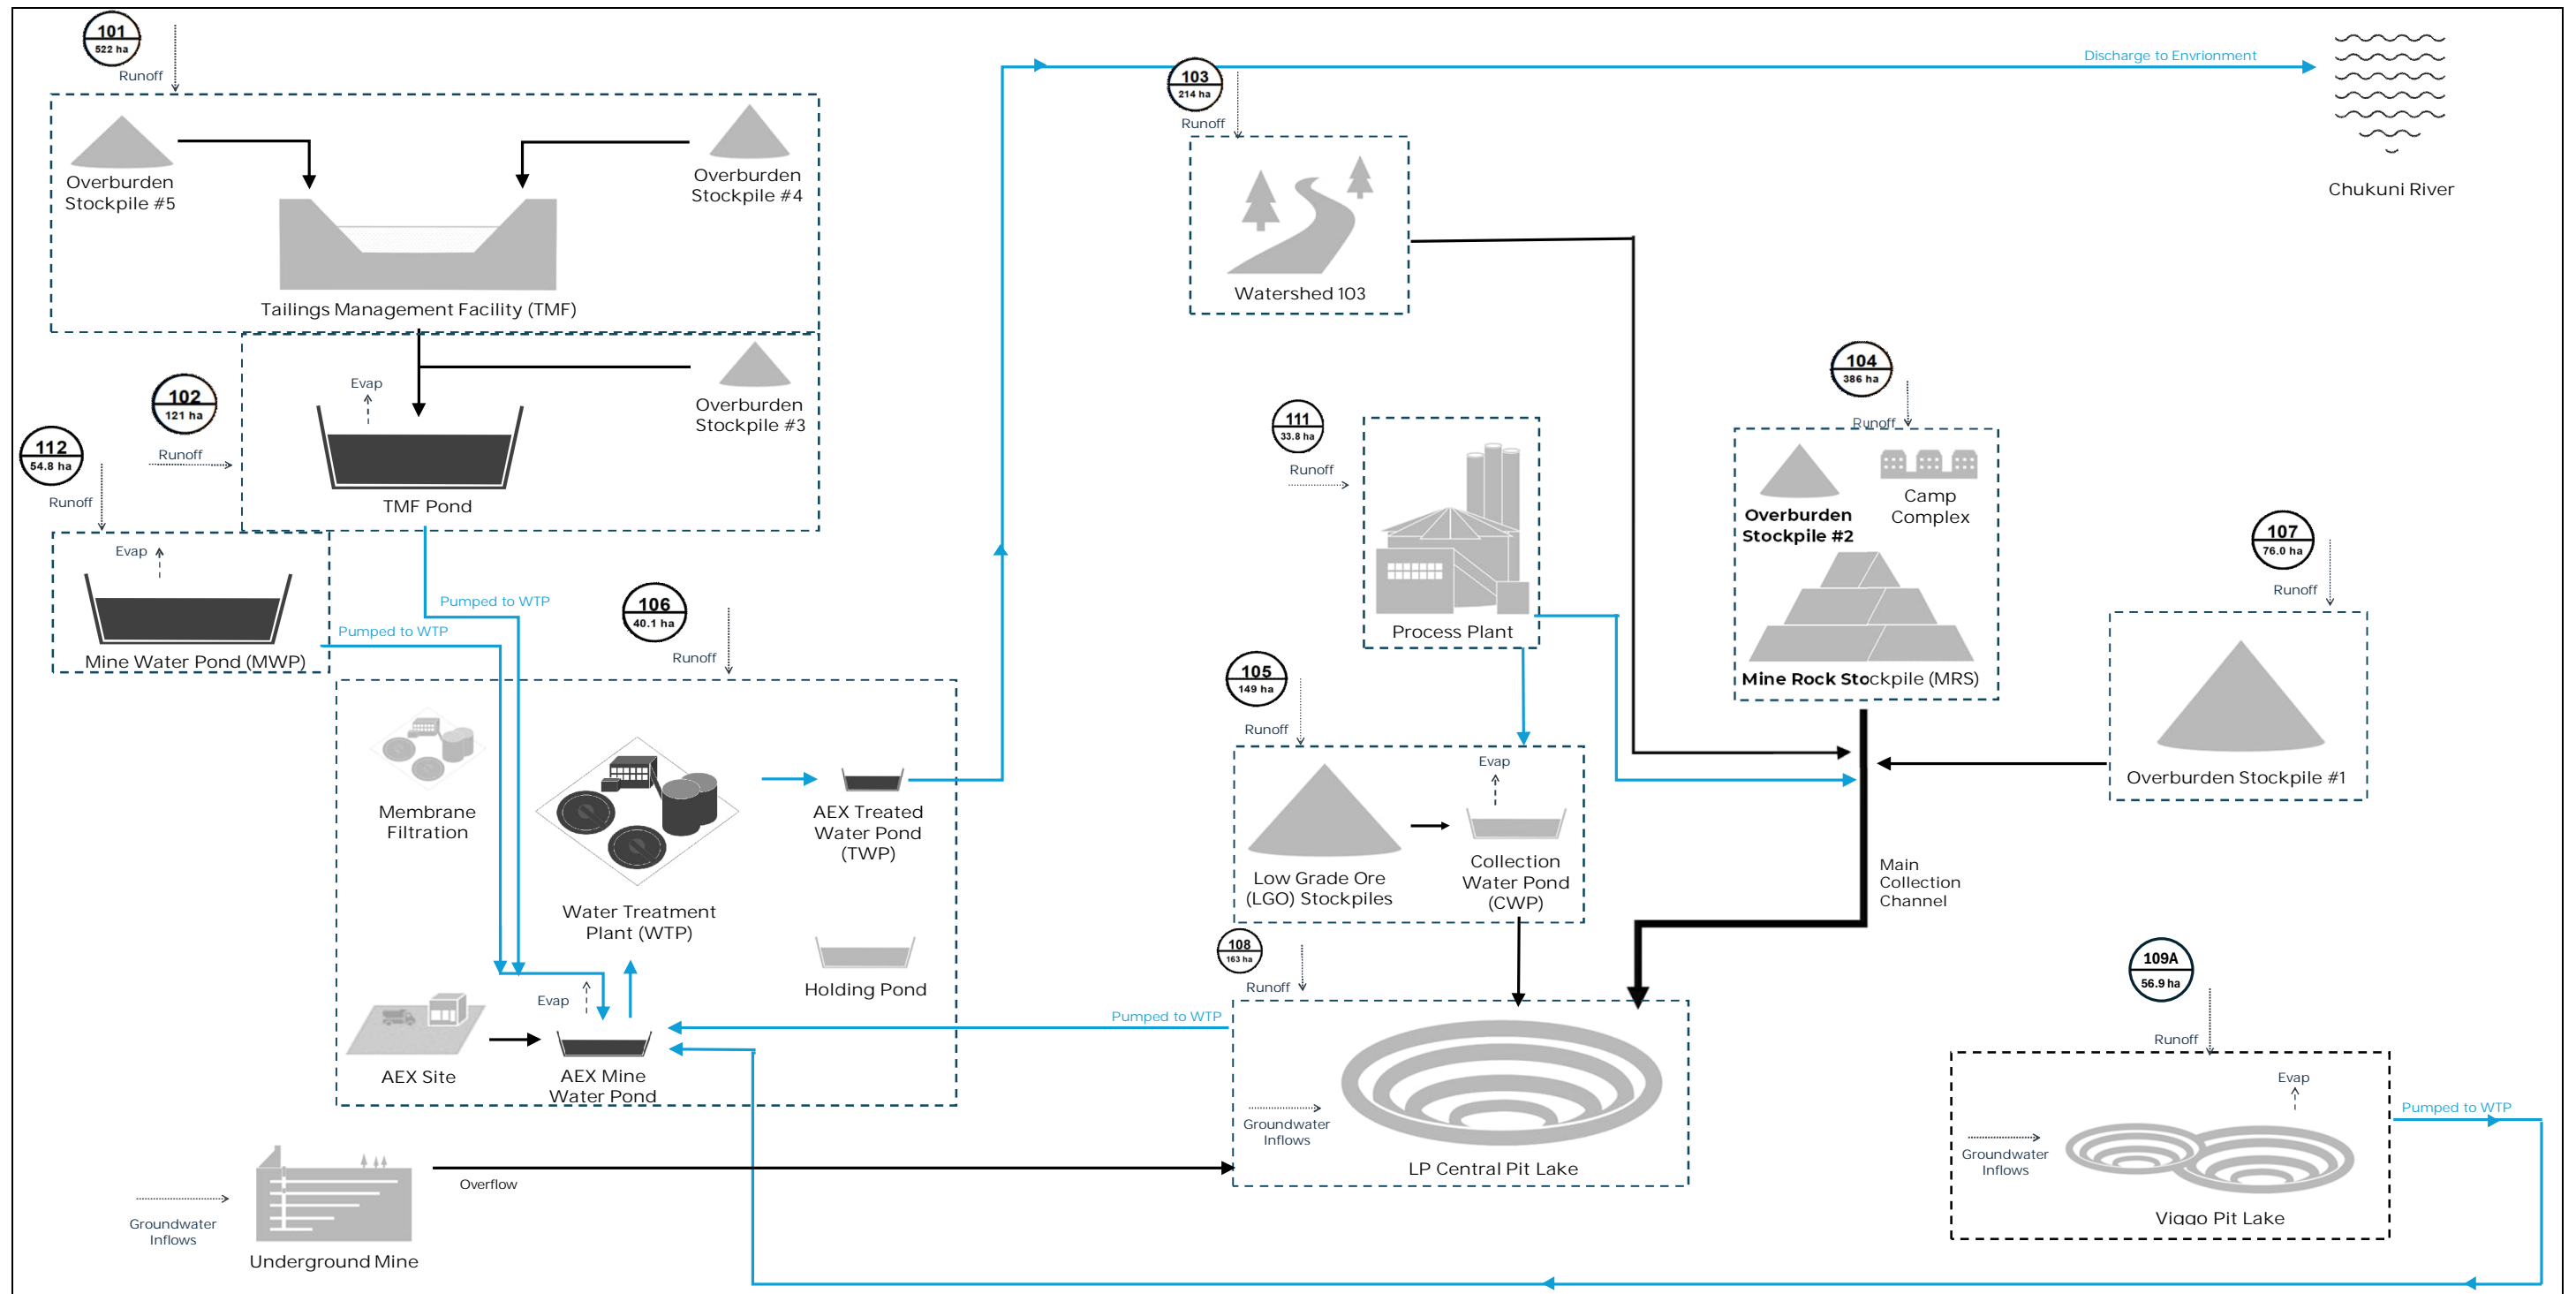 101
522 ha
Runoff
Overburden
Stockpile #5
Overburden
Stockpile #4
Tailings Management Facility (TMF)
102
121 ha
Runoff
Evap
Overburden
Stockpile #3
TMF Pond
112
54.8 ha
Runoff
Evap
Mine Water Pond (MWP)
Pumped to WTP
Pumped to WTP
106
40.1 ha
Runoff
Membrane
Filtration
Water Treatment
Plant (WTP)
AEX Treated
Water Pond
(TWP)
Holding Pond
Evap
AEX Site
AEX Mine
Water Pond
Groundwater
Inflows
Underground Mine
Overflow
103
214 ha
Runoff
Watershed 103
Discharge to Envrionment
Chukuni River
111
33.8 ha
Runoff
Process Plant
104
386 ha
Runoff
Overburden
Stockpile #2
Camp
Complex
Mine Rock Stockpile (MRS)
107
76.0 ha
Runoff
Overburden Stockpile #1
105
149 ha
Runoff
Evap
Low Grade Ore
(LGO) Stockpiles
Collection
Water Pond
(CWP)
Main
Collection
Channel
108
163 ha
Runoff
Pumped to WTP
Groundwater
Inflows
LP Central Pit Lake
109A
56.9 ha
Runoff
Evap
Groundwater
Inflows
Viggo Pit Lake
Pumped to WTP